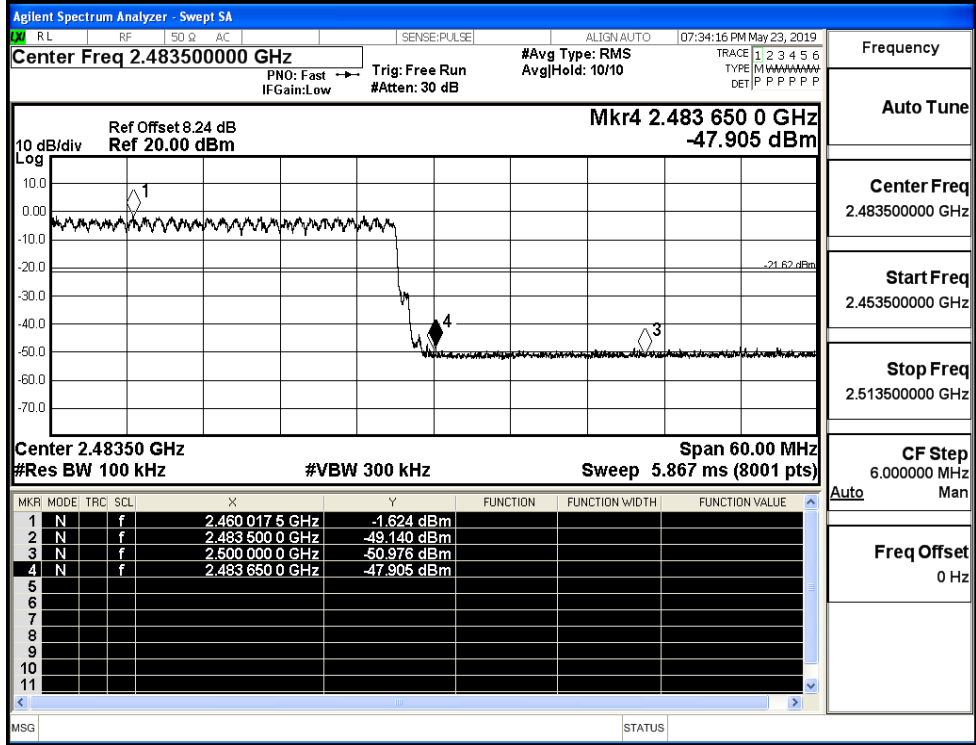 Agilent Spectrum Analyzer - Swept SA
LXI RL RF 50 Ω AC SENSE:PULSE ALIGN AUTO 07:34:16 PM May 23, 2019
Center Freq 2.483500000 GHz
PNO: Fast
IFGain:Low
Trig: Free Run
#Atten: 30 dB
#Avg Type: RMS
Avg|Hold: 10/10
TRACE 1 2 3 4 5 6
TYPE M W W W W W
DET P P P P P P
Mkr4 2.483 650 0 GHz
-47.905 dBm
Ref Offset 8.24 dB
10 dB/div Ref 20.00 dBm
Log
10.0
0.00
-10.0
-20.0
-30.0
-40.0
-50.0
-60.0
-70.0
1
-21.62 dBm
4
3
Center 2.48350 GHz Span 60.00 MHz
#Res BW 100 kHz #VBW 300 kHz Sweep 5.867 ms (8001 pts)
MKR MODE TRC SCL X Y FUNCTION FUNCTION WIDTH FUNCTION VALUE
1 N f 2.460 017 5 GHz -1.624 dBm
2 N f 2.483 500 0 GHz -49.140 dBm
3 N f 2.500 000 0 GHz -50.976 dBm
4 N f 2.483 650 0 GHz -47.905 dBm
5
6
7
8
9
10
11
MSG STATUS
Frequency
Auto Tune
Center Freq
2.483500000 GHz
Start Freq
2.453500000 GHz
Stop Freq
2.513500000 GHz
CF Step
6.000000 MHz
Auto Man
Freq Offset
0 Hz